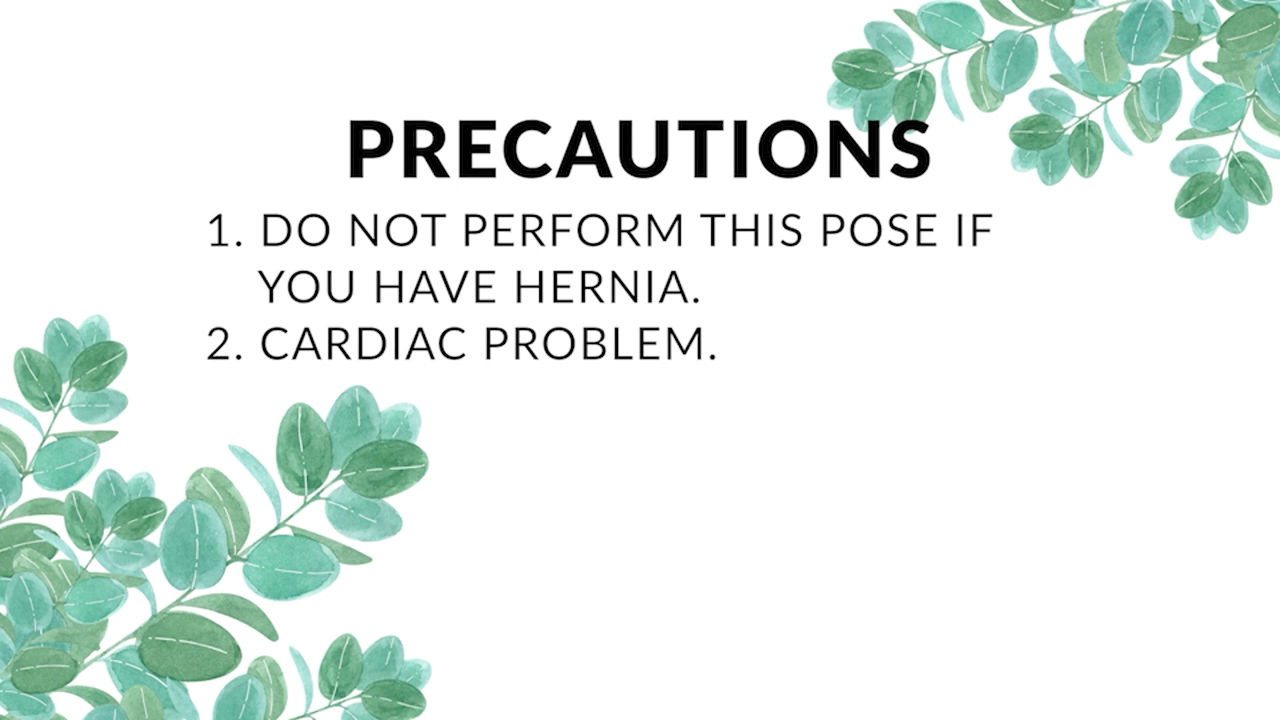 PRECAUTIONS
1. DO NOT PERFORM THIS POSE IF
YOU HAVE HERNIA.
2. CARDIAC PROBLEM.